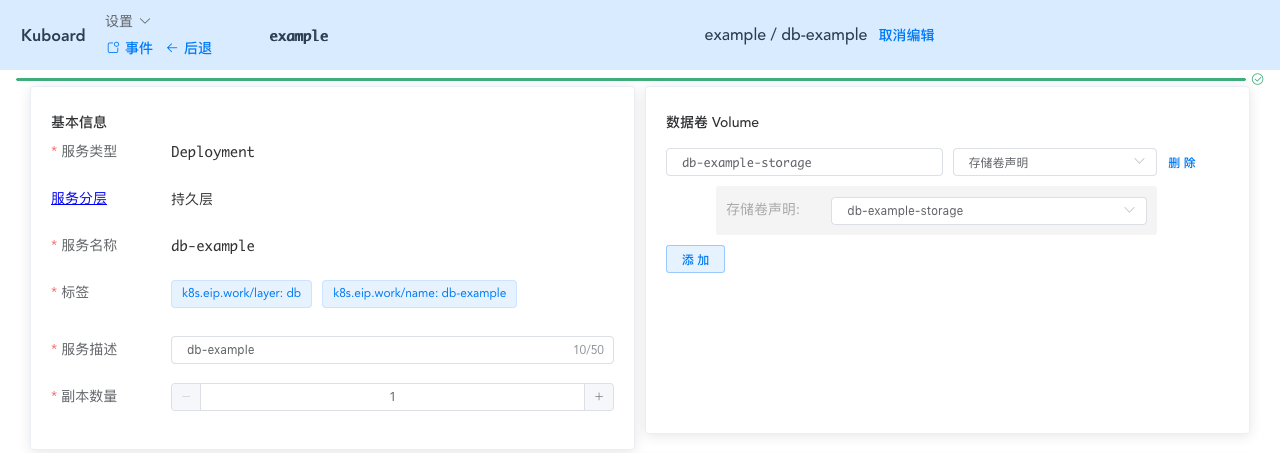 Kuboard
设置
事件
后退
example
example / db-example 取消编辑
基本信息
* 服务类型 Deployment
服务分层 持久层
* 服务名称 db-example
* 标签 k8s.eip.work/layer: db k8s.eip.work/name: db-example
* 服务描述 db-example 10/50
* 副本数量 − 1 +
数据卷 Volume
db-example-storage 存储卷声明 删 除
存储卷声明: db-example-storage
添 加